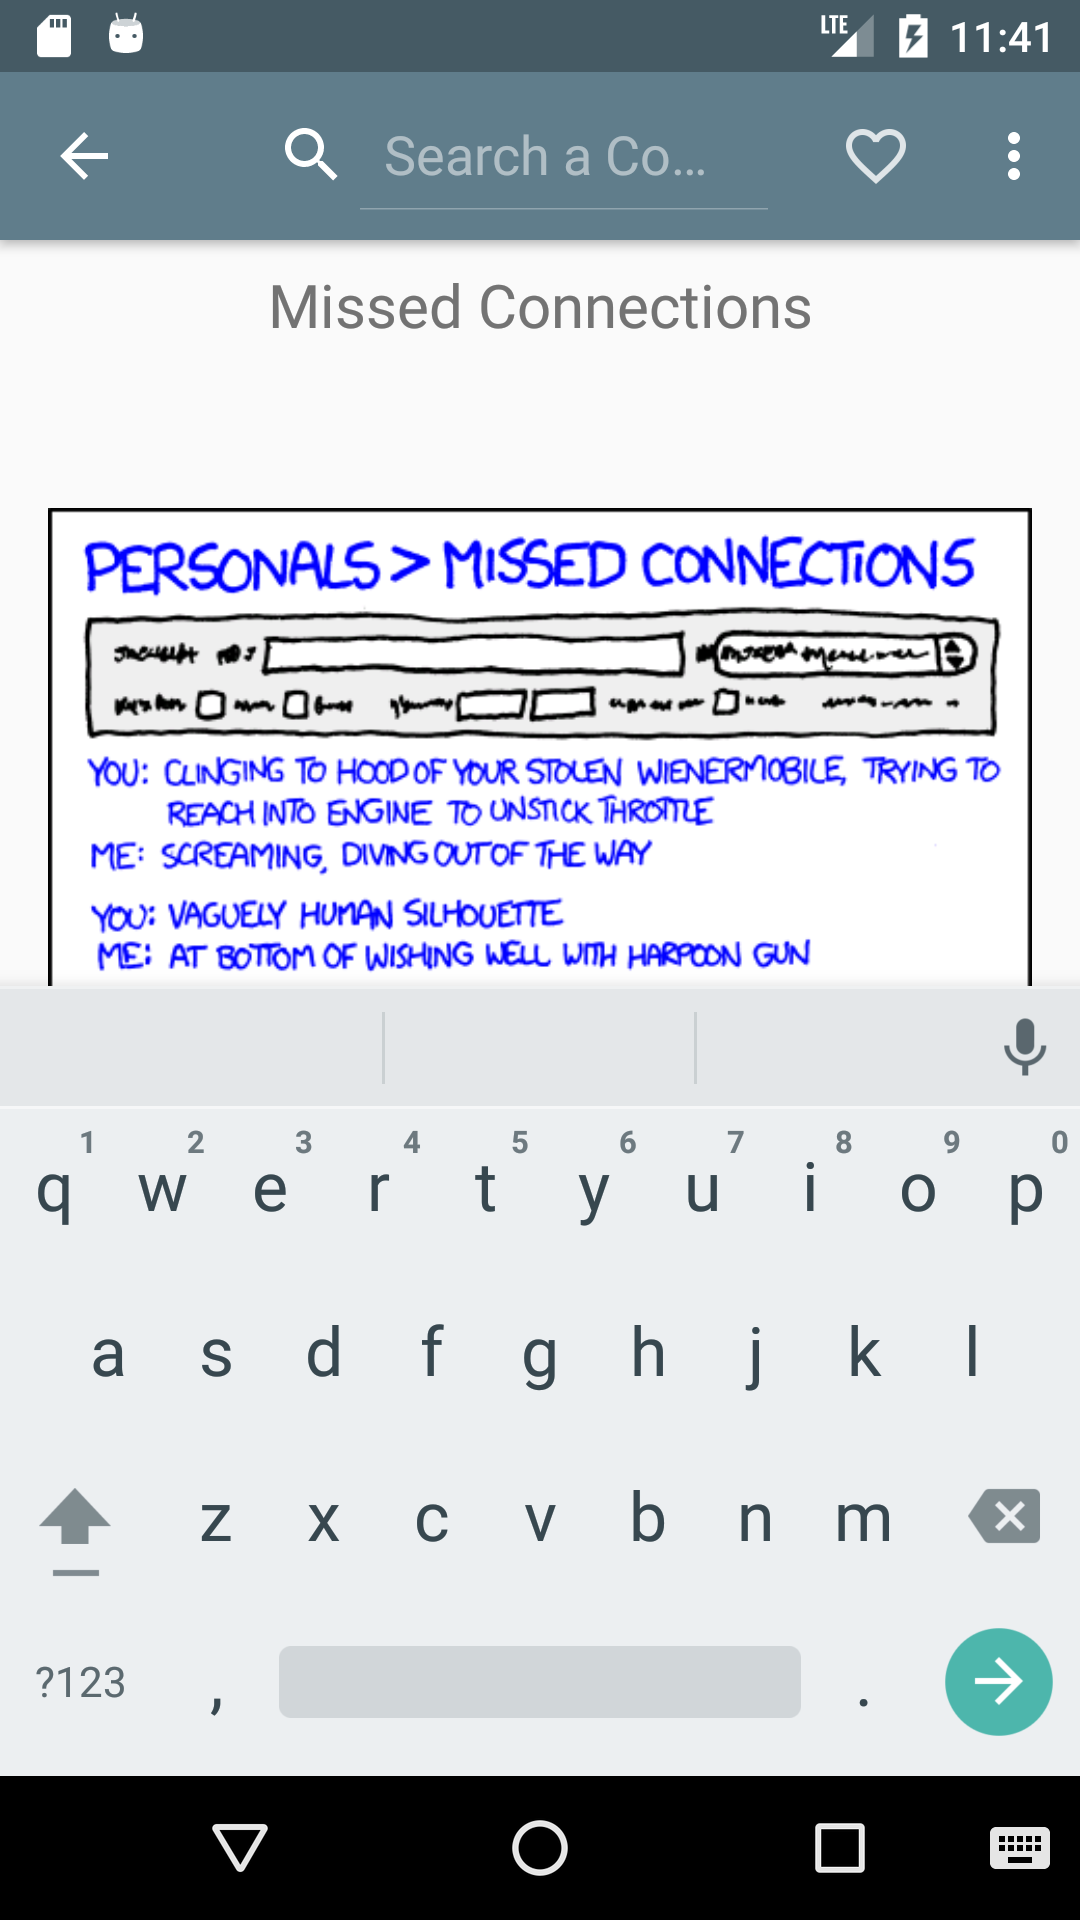 LTE 11:41
Search a Co...
Missed Connections
PERSONALS > MISSED CONNECTIONS
YOU: CLINGING TO HOOD OF YOUR STOLEN WIENERMOBILE, TRYING TO
REACH INTO ENGINE TO UNSTICK THROTTLE
ME: SCREAMING, DIVING OUT OF THE WAY
YOU: VAGUELY HUMAN SILHOUETTE
ME: AT BOTTOM OF WISHING WELL WITH HARPOON GUN
1 2 3 4 5 6 7 8 9 0
q w e r t y u i o p
a s d f g h j k l
z x c v b n m
?123 , .